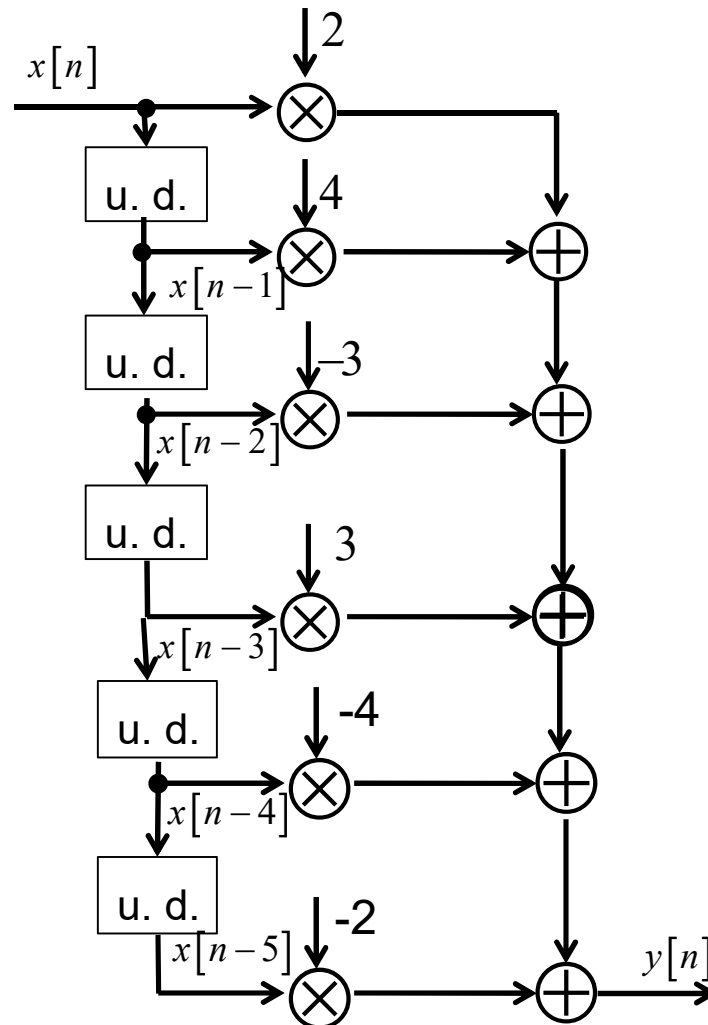 2
x[n]
u. d.
4
x[n−1]
u. d.
−3
x[n−2]
u. d.
3
x[n−3]
-4
u. d.
x[n−4]
u. d.
-2
x[n−5]
y[n]